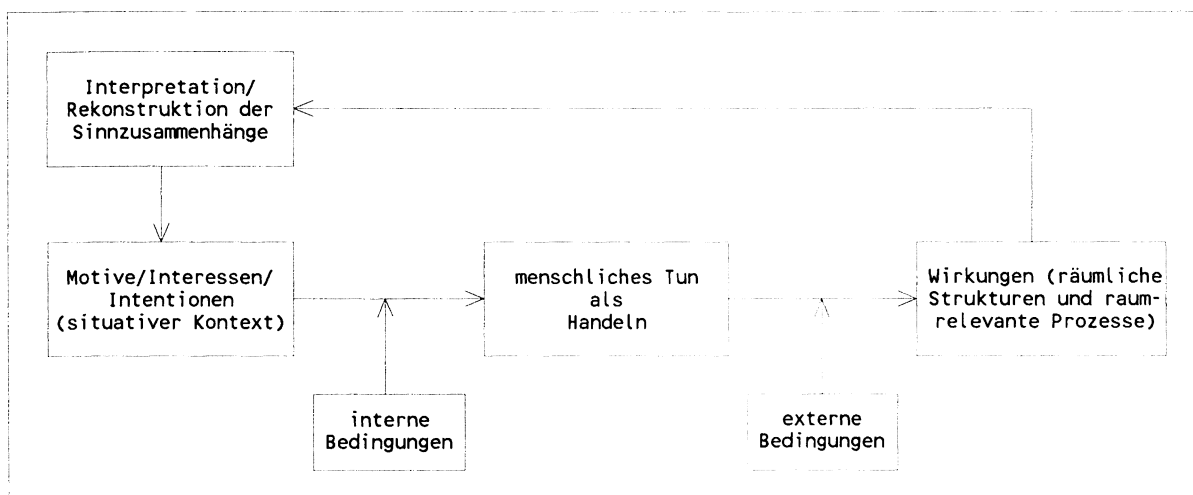 Interpretation/
Rekonstruktion der
Sinnzusammenhänge
Motive/Interessen/
Intentionen
(situativer Kontext)
menschliches Tun
als
Handeln
Wirkungen (räumliche
Strukturen und raum-
relevante Prozesse)
interne
Bedingungen
externe
Bedingungen